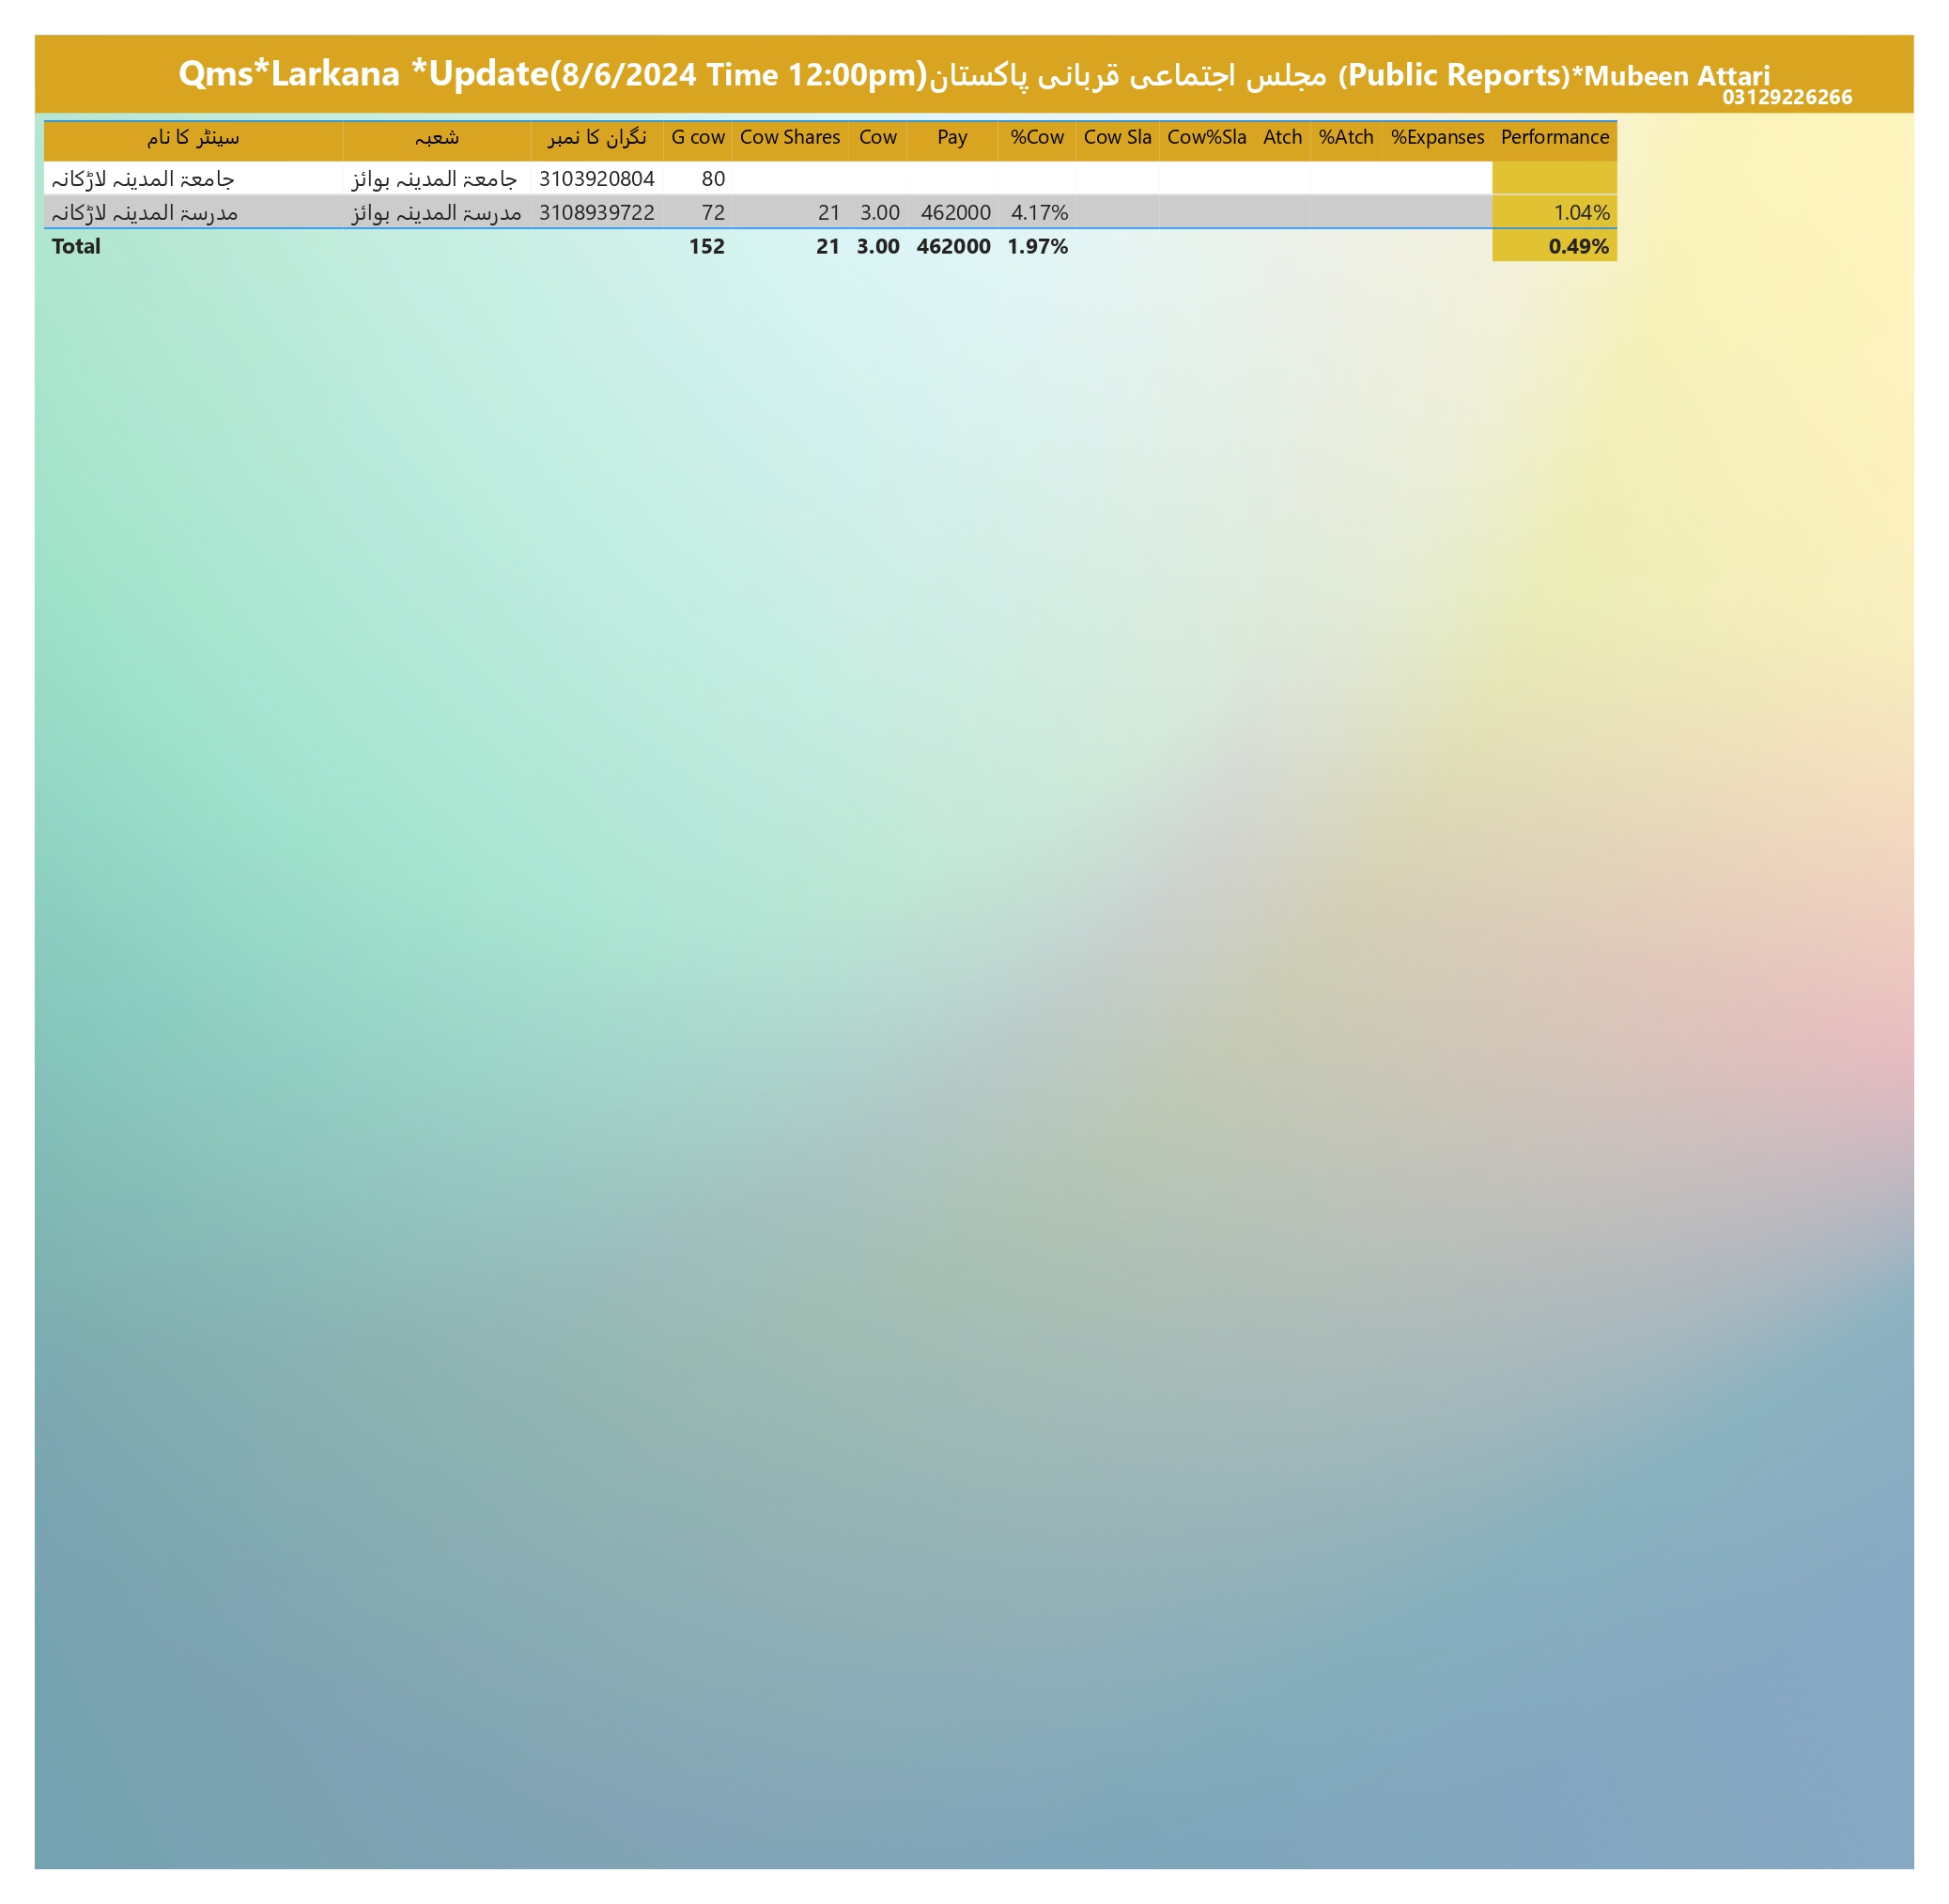 Qms*Larkana *Update(8/6/2024 Time 12:00pm)مجلس اجتماعی قربانی پاکستان (Public Reports)*Mubeen Attari
03129226266
سینٹر کا نام شعبہ نگران کا نمبر G cow Cow Shares Cow Pay %Cow Cow Sla Cow%Sla Atch %Atch %Expanses Performance
جامعۃ المدینہ لاڑکانہ جامعۃ المدینہ بوائز 3103920804 80
مدرسۃ المدینہ لاڑکانہ مدرسۃ المدینہ بوائز 3108939722 72 21 3.00 462000 4.17% 1.04%
Total 152 21 3.00 462000 1.97% 0.49%